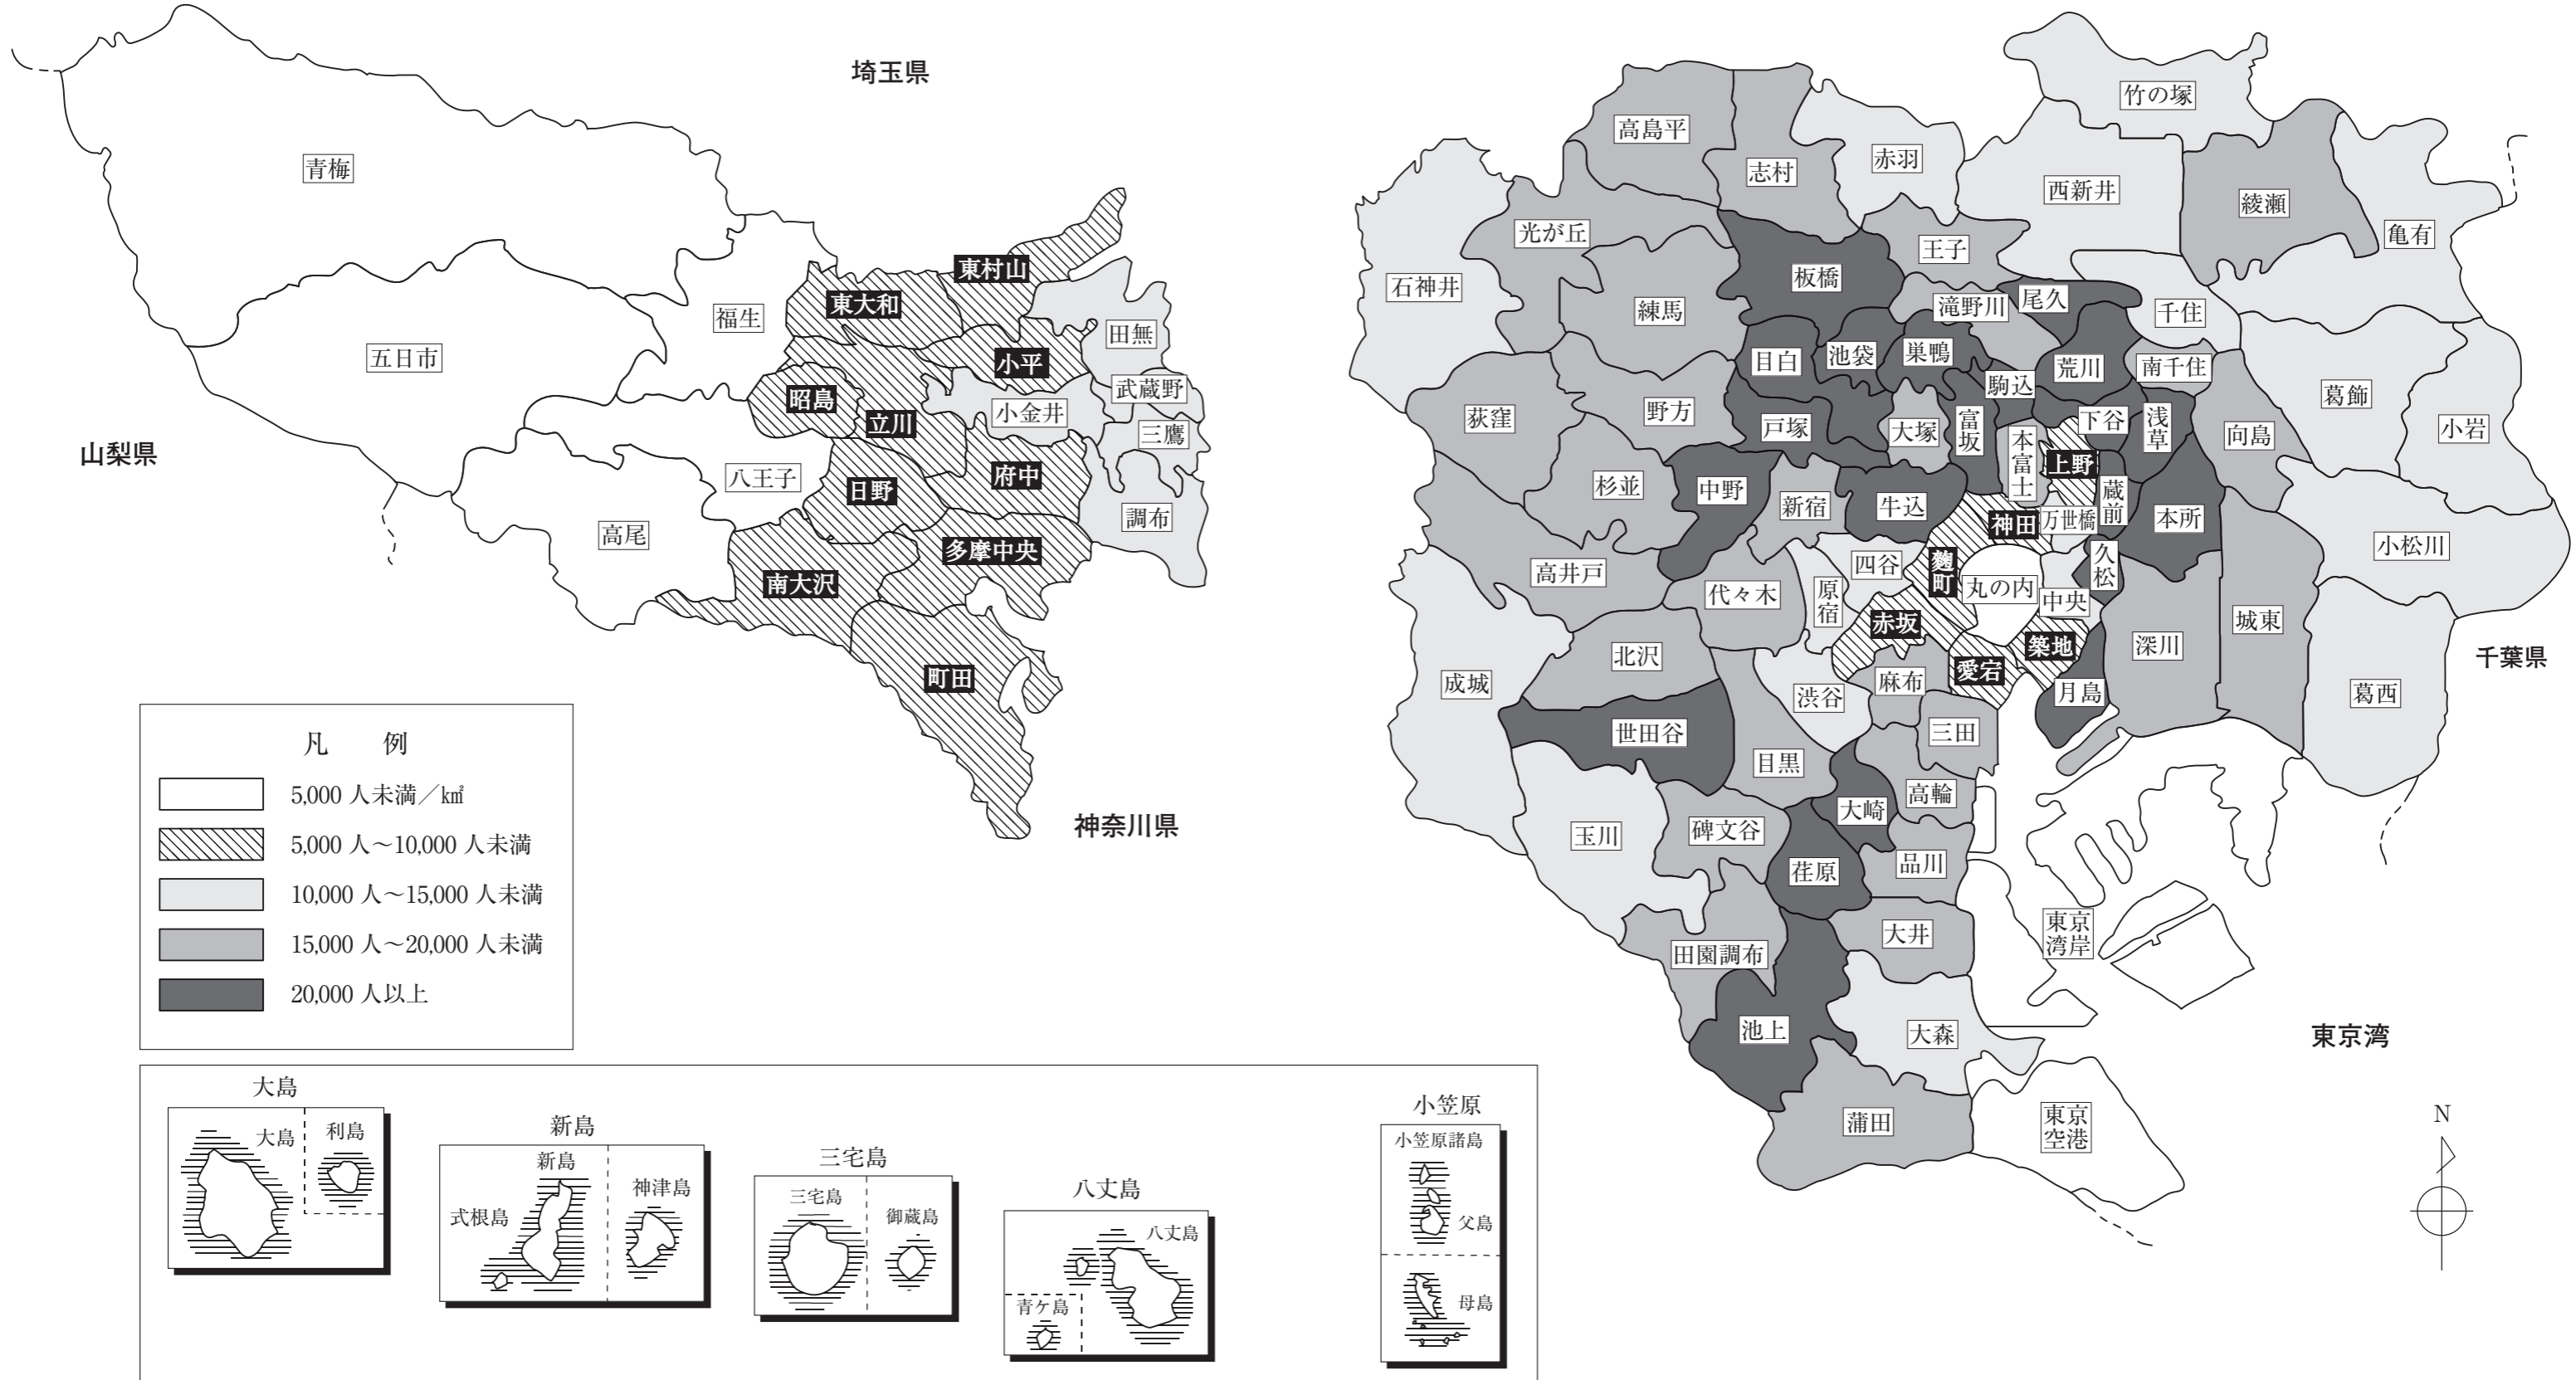 埼玉県
山梨県
神奈川県
千葉県
東京湾
青梅
五日市
福生
東大和
東村山
田無
小平
武蔵野
昭島
立川
小金井
三鷹
八王子
日野
府中
調布
高尾
南大沢
多摩中央
町田
竹の塚
高島平
志村
赤羽
西新井
綾瀬
亀有
光が丘
王子
石神井
板橋
練馬
滝野川
尾久
千住
目白
池袋
巣鴨
駒込
荒川
南千住
葛飾
荻窪
野方
戸塚
大塚
富坂
本富士
下谷
浅草
向島
小岩
上野
杉並
中野
新宿
牛込
神田
万世橋
蔵前
本所
小松川
高井戸
代々木
原宿
四谷
麴町
丸の内
中央
久松
赤坂
築地
深川
城東
成城
北沢
渋谷
麻布
愛宕
月島
葛西
世田谷
目黒
三田
高輪
大崎
玉川
碑文谷
荏原
品川
田園調布
大井
東京
湾岸
池上
大森
蒲田
東京
空港
凡 例
5,000 人未満／㎢
5,000 人～10,000 人未満
10,000 人～15,000 人未満
15,000 人～20,000 人未満
20,000 人以上
大島
大島
利島
新島
新島
式根島
神津島
三宅島
三宅島
御蔵島
八丈島
八丈島
青ケ島
小笠原
小笠原諸島
父島
母島
N